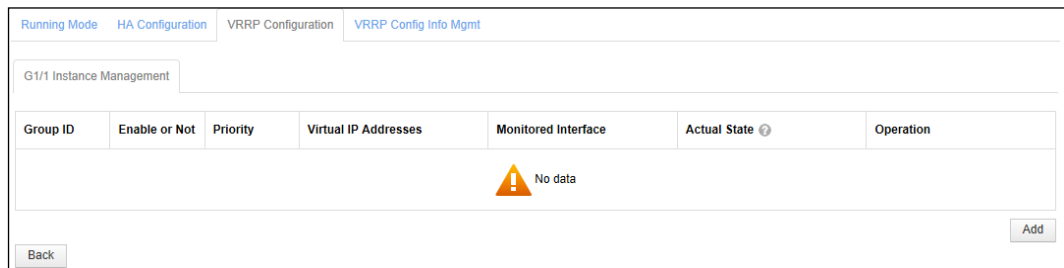 Running Mode HA Configuration VRRP Configuration VRRP Config Info Mgmt
G1/1 Instance Management
Group ID Enable or Not Priority Virtual IP Addresses Monitored Interface Actual State ? Operation
No data
Add
Back